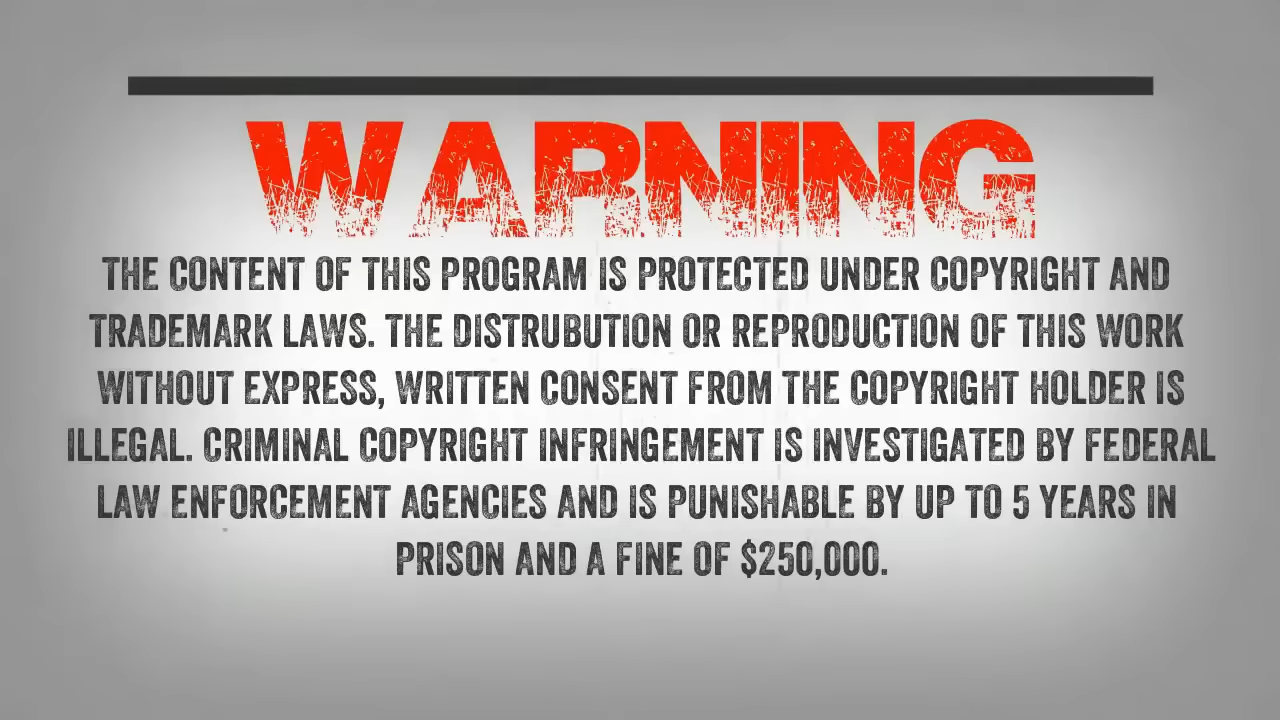 WARNING
THE CONTENT OF THIS PROGRAM IS PROTECTED UNDER COPYRIGHT AND
TRADEMARK LAWS. THE DISTRUBUTION OR REPRODUCTION OF THIS WORK
WITHOUT EXPRESS, WRITTEN CONSENT FROM THE COPYRIGHT HOLDER IS
ILLEGAL. CRIMINAL COPYRIGHT INFRINGEMENT IS INVESTIGATED BY FEDERAL
LAW ENFORCEMENT AGENCIES AND IS PUNISHABLE BY UP TO 5 YEARS IN
PRISON AND A FINE OF $250,000.